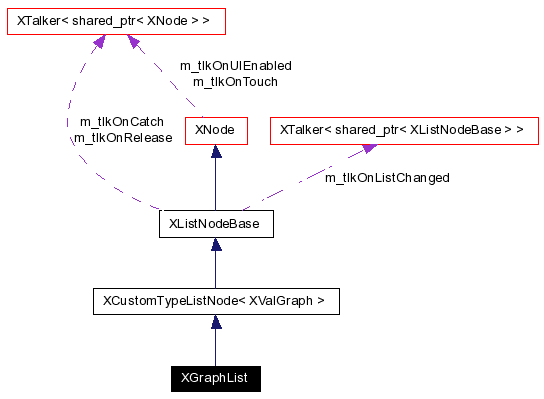 XTalker< shared_ptr< XNode > >
m_tlkOnUIEnabled
m_tlkOnTouch
m_tlkOnCatch
m_tlkOnRelease
XNode
XTalker< shared_ptr< XListNodeBase > >
m_tlkOnListChanged
XListNodeBase
XCustomTypeListNode< XValGraph >
XGraphList